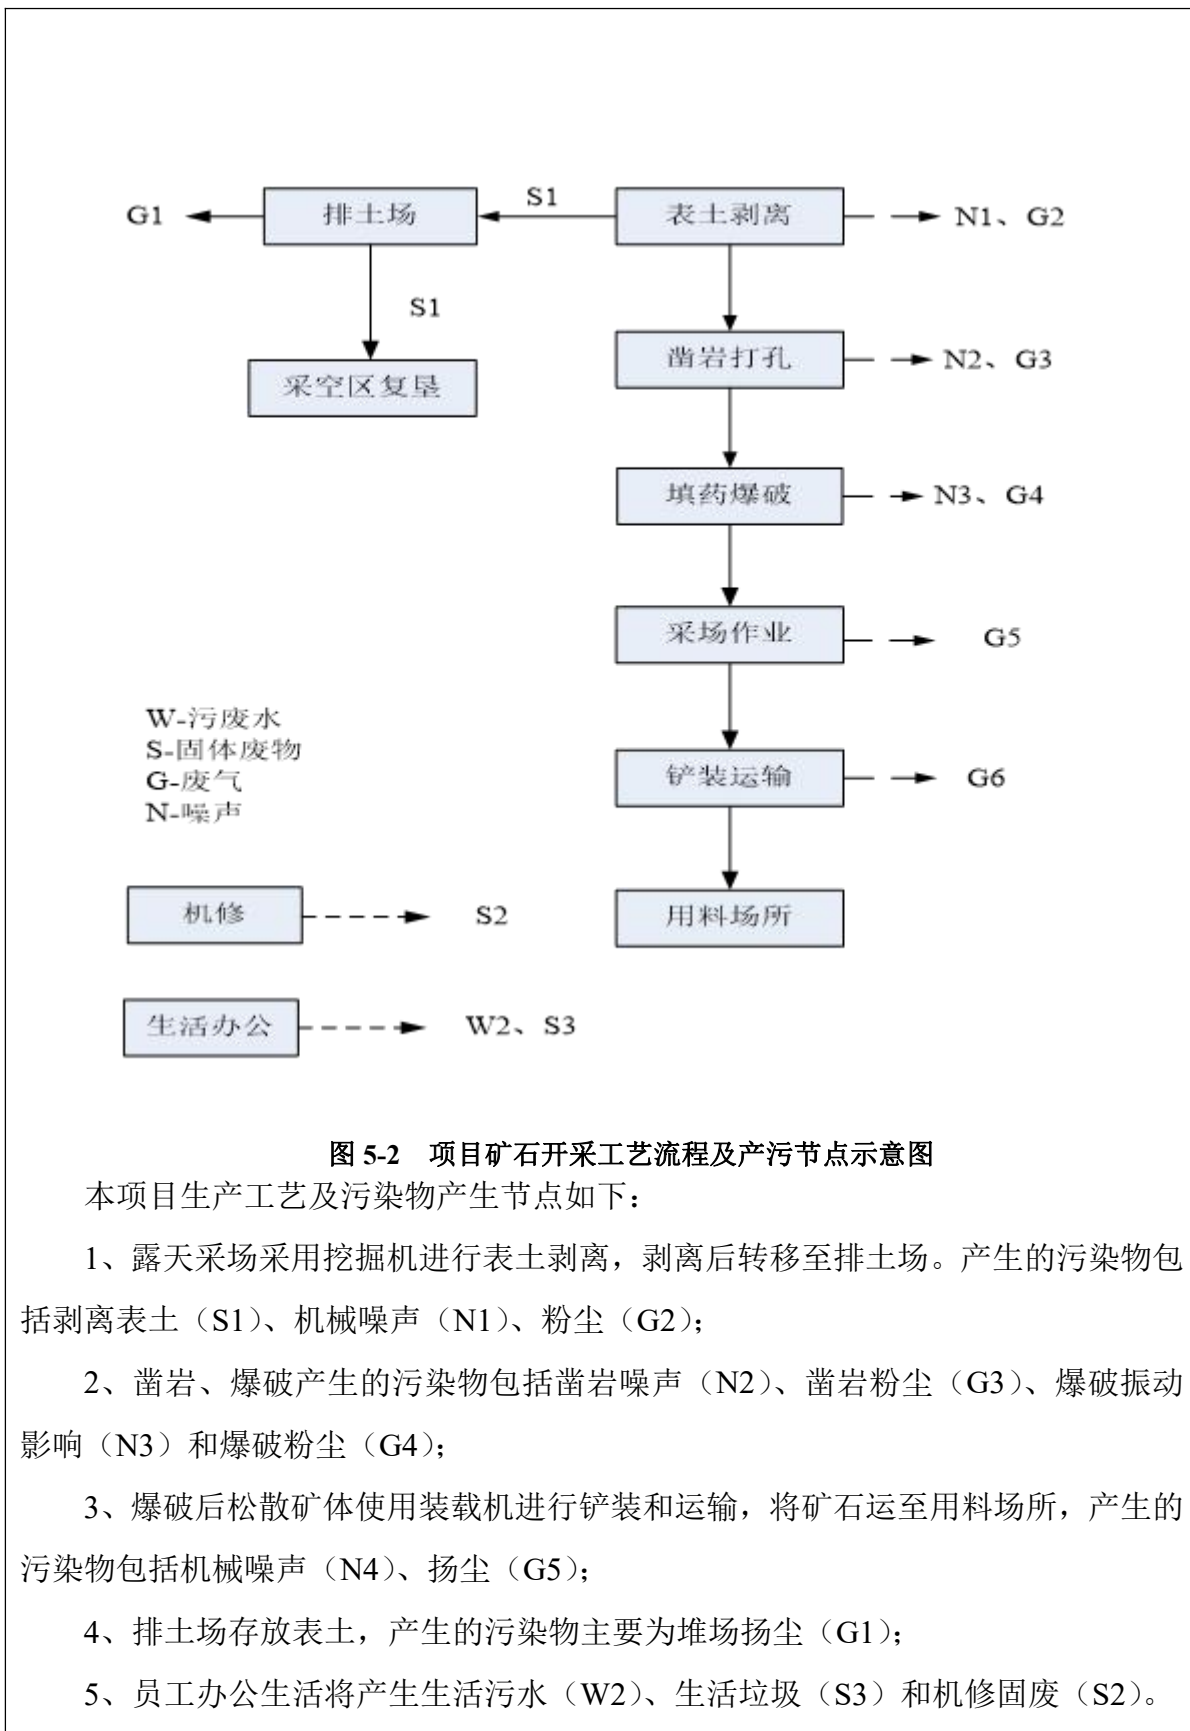 G1
排土场
S1
表土剥离
N1、G2
S1
采空区复垦
凿岩打孔
N2、G3
填药爆破
N3、G4
采场作业
G5
W-污废水
S-固体废物
G-废气
N-噪声
铲装运输
G6
机修
S2
用料场所
生活办公
W2、S3
图 5-2 项目矿石开采工艺流程及产污节点示意图
本项目生产工艺及污染物产生节点如下：
1、露天采场采用挖掘机进行表土剥离，剥离后转移至排土场。产生的污染物包
括剥离表土（S1）、机械噪声（N1）、粉尘（G2）；
2、凿岩、爆破产生的污染物包括凿岩噪声（N2）、凿岩粉尘（G3）、爆破振动
影响（N3）和爆破粉尘（G4）；
3、爆破后松散矿体使用装载机进行铲装和运输，将矿石运至用料场所，产生的
污染物包括机械噪声（N4）、扬尘（G5）；
4、排土场存放表土，产生的污染物主要为堆场扬尘（G1）；
5、员工办公生活将产生生活污水（W2）、生活垃圾（S3）和机修固废（S2）。